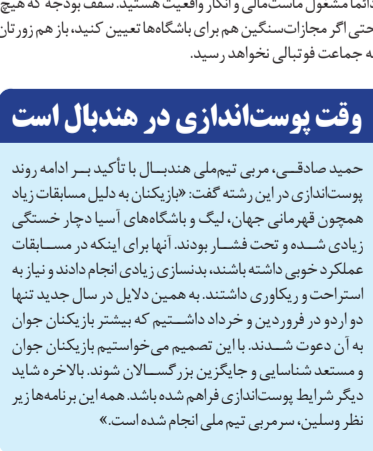 دائما مشغول ماست‌مالی و انکار واقعیت هستید. سقف بودجه که هیچ
حتی اگر مجازات‌سنگین هم برای باشگاه‌ها تعیین کنید، باز هم زورتان
به جماعت فوتبالی نخواهد رسید.
وقت پوست‌اندازی در هندبال است
حمید صادقی، مربی تیم‌ملی هندبال با تأکید بر ادامه روند
پوست‌اندازی در این رشته گفت: «بازیکنان به دلیل مسابقات زیاد
همچون قهرمانی جهان، لیگ و باشگاه‌های آسیا دچار خستگی
زیادی شده و تحت فشار بودند. آنها برای اینکه در مسابقات
عملکرد خوبی داشته باشند، بدنسازی زیادی انجام دادند و نیاز به
استراحت و ریکاوری داشتند. به همین دلایل در سال جدید تنها
دو اردو در فروردین و خرداد داشتیم که بیشتر بازیکنان جوان
به آن دعوت شدند. با این تصمیم می‌خواستیم بازیکنان جوان
و مستعد شناسایی و جایگزین بزرگسالان شوند. بالاخره شاید
دیگر شرایط پوست‌اندازی فراهم شده باشد. همه این برنامه‌ها زیر
نظر وسلین، سرمربی تیم ملی انجام شده است.»